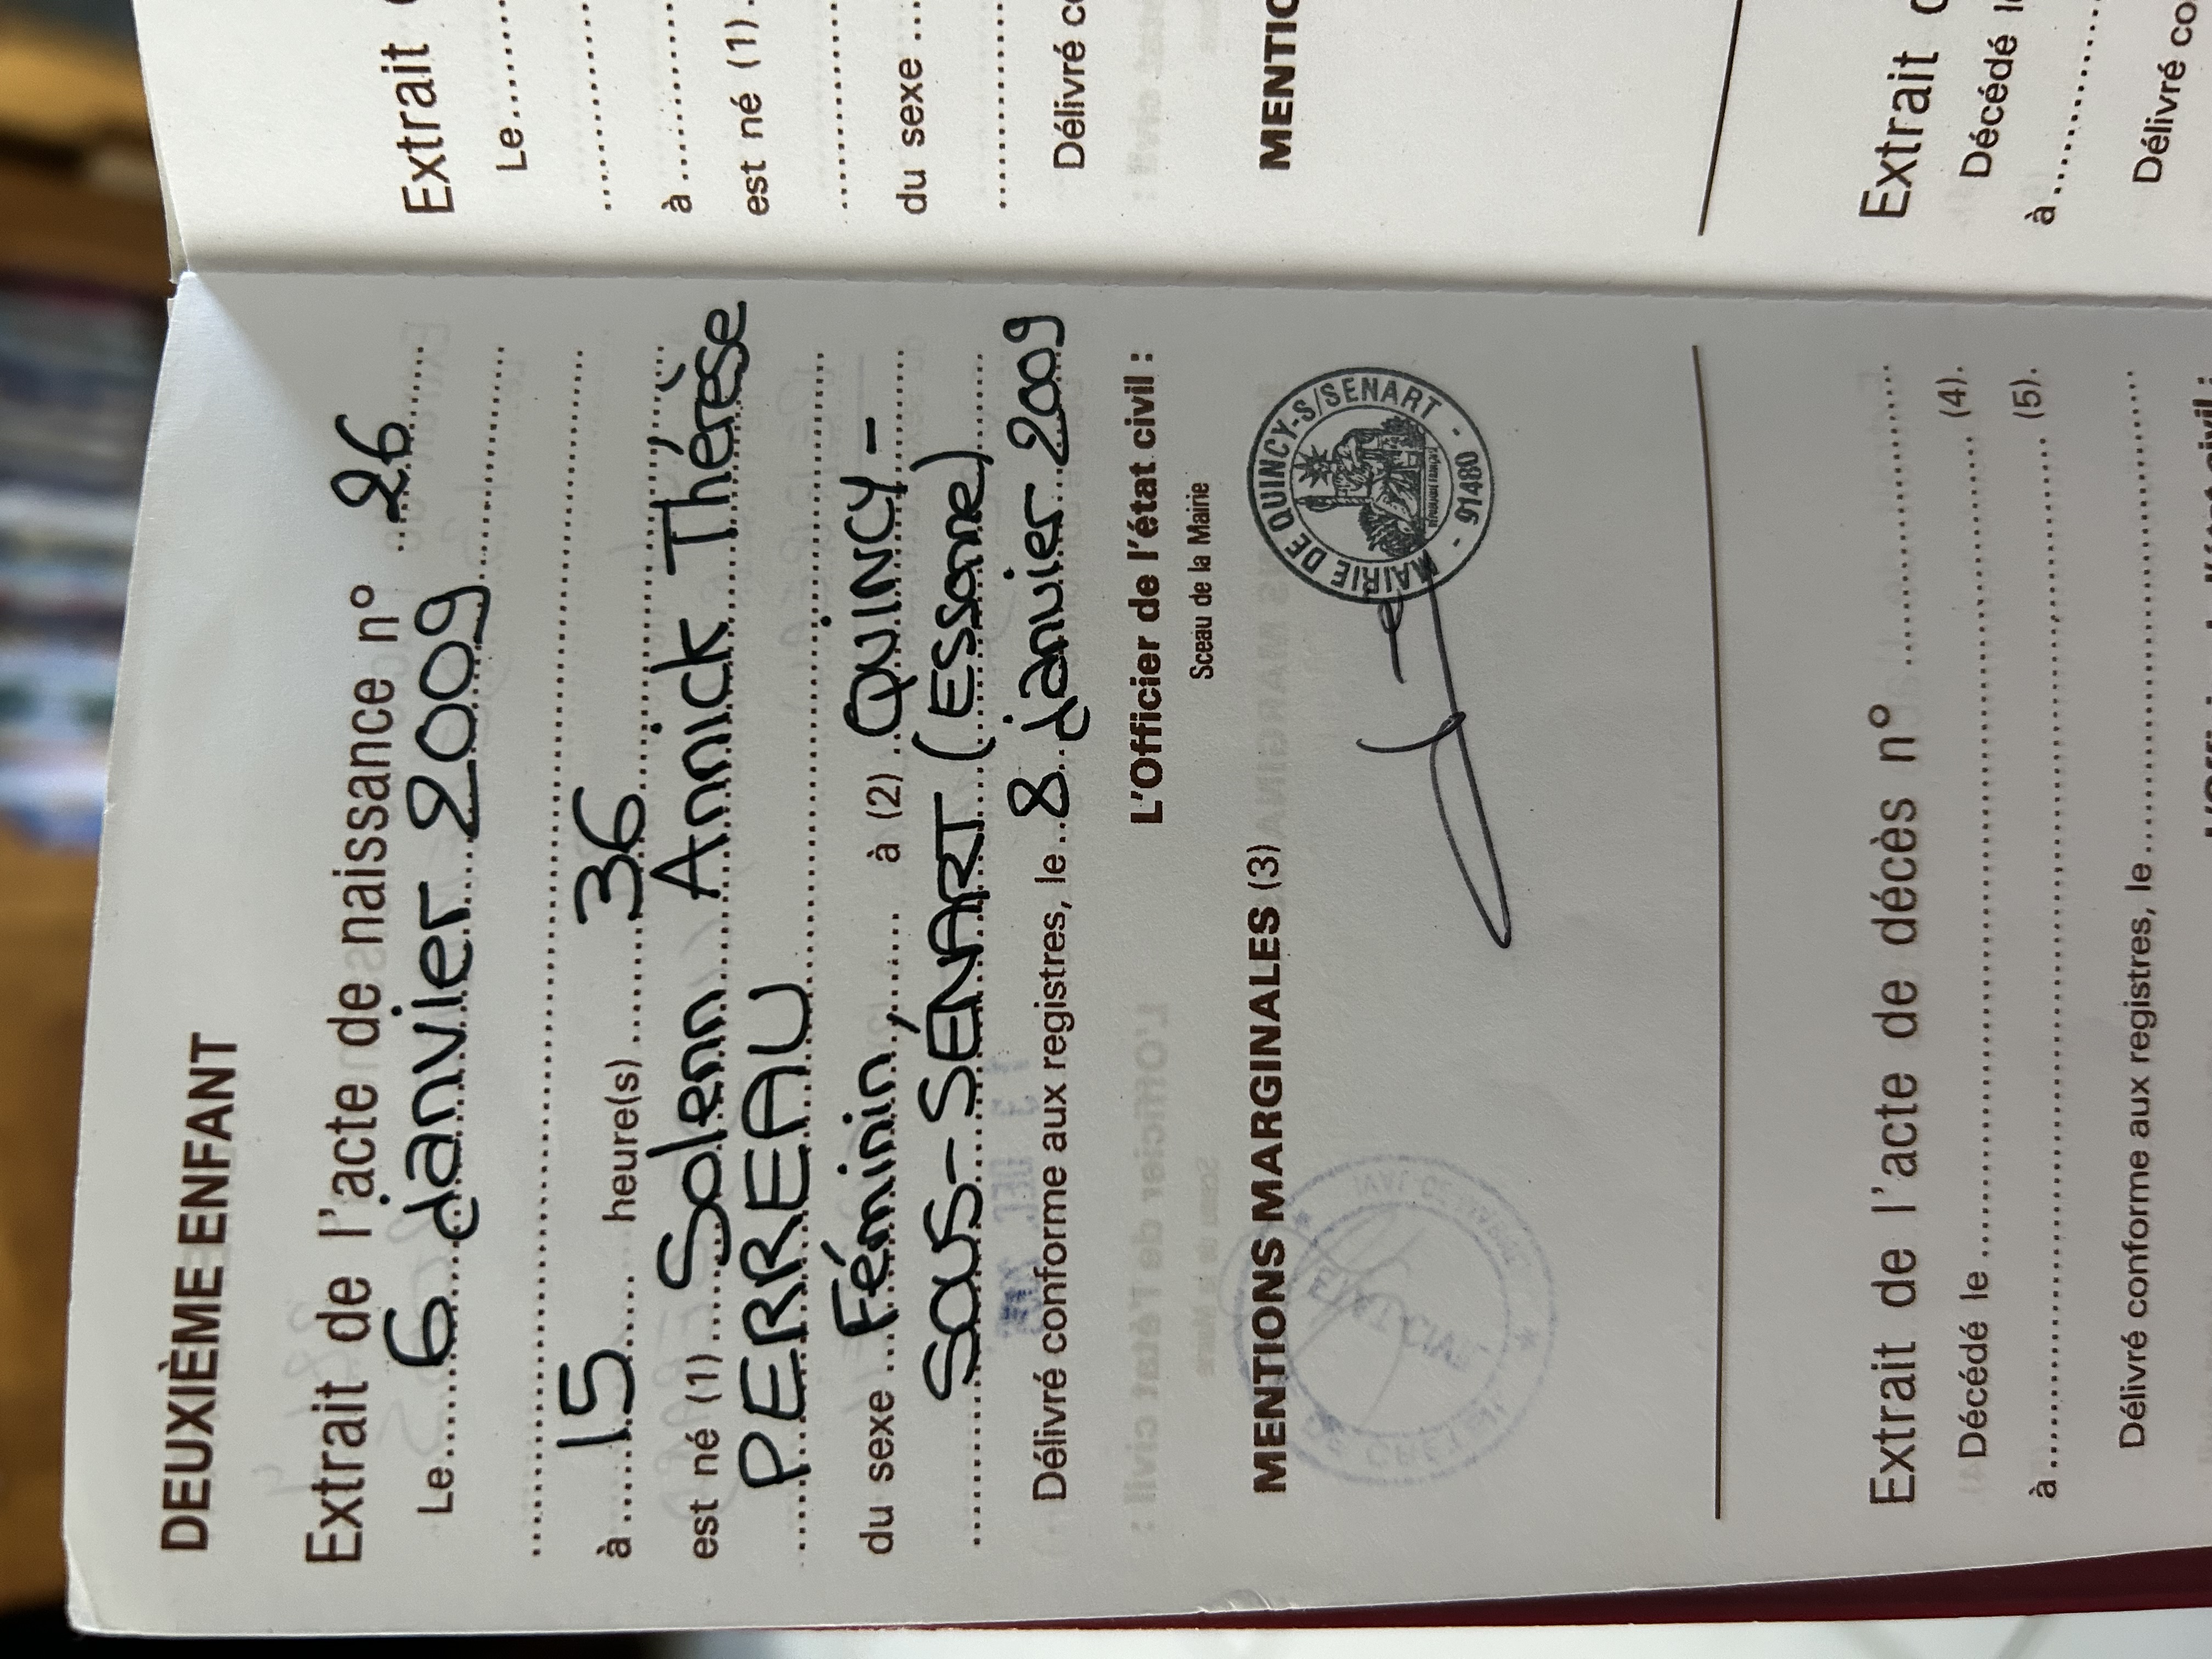 DEUXIÈME ENFANT
Extrait de l'acte de naissance n° 26
Le 6 janvier 2009
à 15 heure(s) 36
est né (1) Solenn Annick Thérèse
PERREAU
du sexe Féminin, à (2) QUINCY-
SOUS-SÉNART (Essonne)
Délivré conforme aux registres, le 8 janvier 2009
L'Officier de l'état civil :
Sceau de la Mairie
MENTIONS MARGINALES (3)
MAIRIE DE QUINCY-S/SENART - 91480 -
Extrait de l'acte de décès n°
Décédé le (4).
à (5).
Délivré conforme aux registres, le
Extrait
Le
à
est né (1)
du sexe
Délivré
Extrait
Décédé
à
Délivré